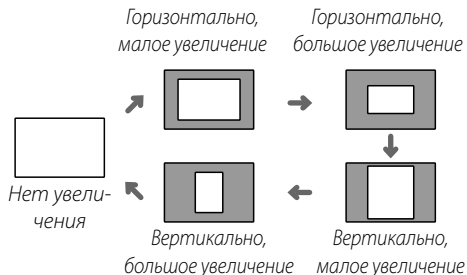 Горизонтально,
малое увеличение
Горизонтально,
большое увеличение
Нет увели-
чения
Вертикально,
большое увеличение
Вертикально,
малое увеличение